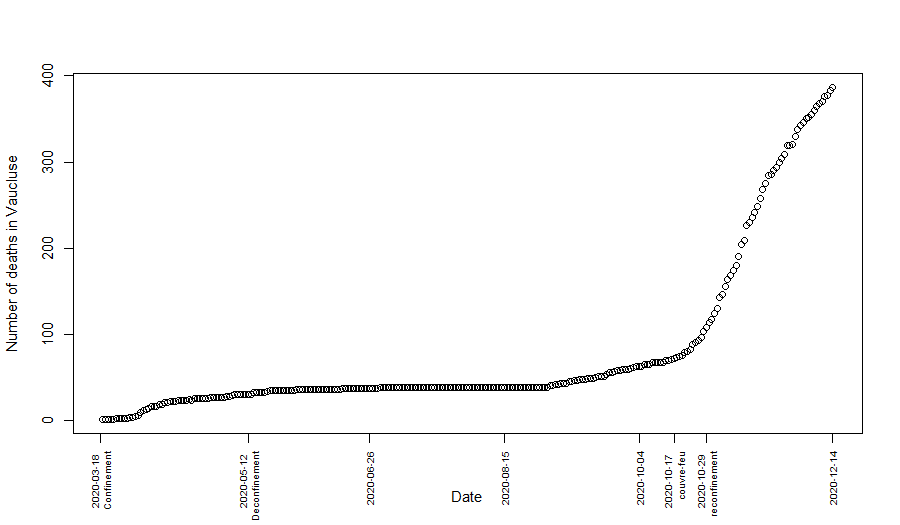 Number of deaths in Vaucluse
400
300
200
100
0
2020-03-18
Confinement
2020-05-12
Deconfinement
2020-06-26
2020-08-15
2020-10-04
2020-10-17
couvre-feu
2020-10-29
reconfinement
2020-12-14
Date